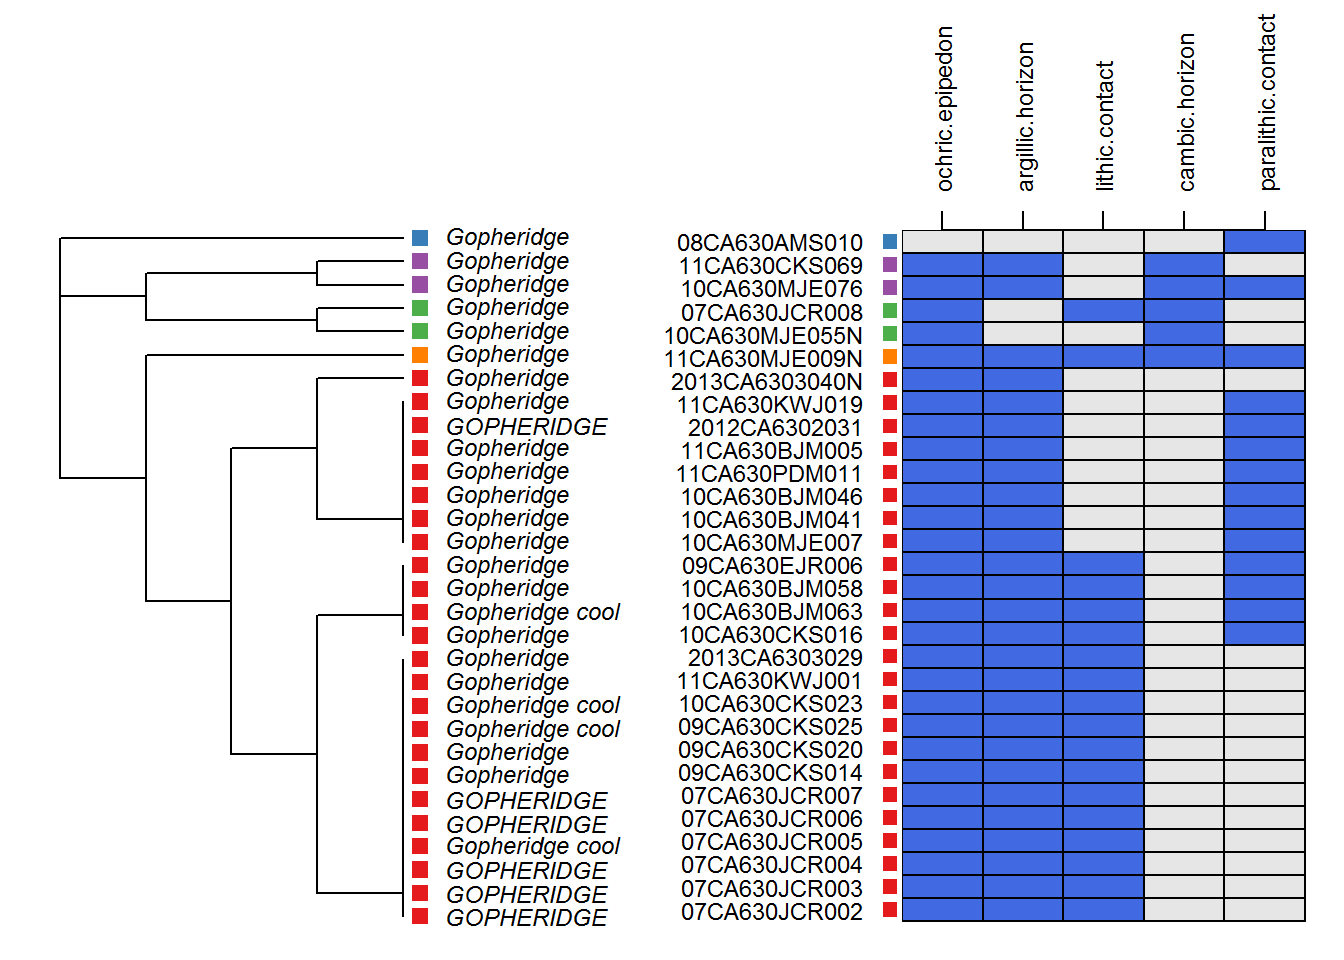 ochric.epipedon
argillic.horizon
lithic.contact
cambic.horizon
paralithic.contact
Gopheridge 08CA630AMS010
Gopheridge 11CA630CKS069
Gopheridge 10CA630MJE076
Gopheridge 07CA630JCR008
Gopheridge 10CA630MJE055N
Gopheridge 11CA630MJE009N
Gopheridge 2013CA6303040N
Gopheridge 11CA630KWJ019
GOPHERIDGE 2012CA6302031
Gopheridge 11CA630BJM005
Gopheridge 11CA630PDM011
Gopheridge 10CA630BJM046
Gopheridge 10CA630BJM041
Gopheridge 10CA630MJE007
Gopheridge 09CA630EJR006
Gopheridge 10CA630BJM058
Gopheridge cool 10CA630BJM063
Gopheridge 10CA630CKS016
Gopheridge 2013CA6303029
Gopheridge 11CA630KWJ001
Gopheridge cool 10CA630CKS023
Gopheridge cool 09CA630CKS025
Gopheridge 09CA630CKS020
Gopheridge 09CA630CKS014
GOPHERIDGE 07CA630JCR007
GOPHERIDGE 07CA630JCR006
Gopheridge cool 07CA630JCR005
GOPHERIDGE 07CA630JCR004
GOPHERIDGE 07CA630JCR003
GOPHERIDGE 07CA630JCR002